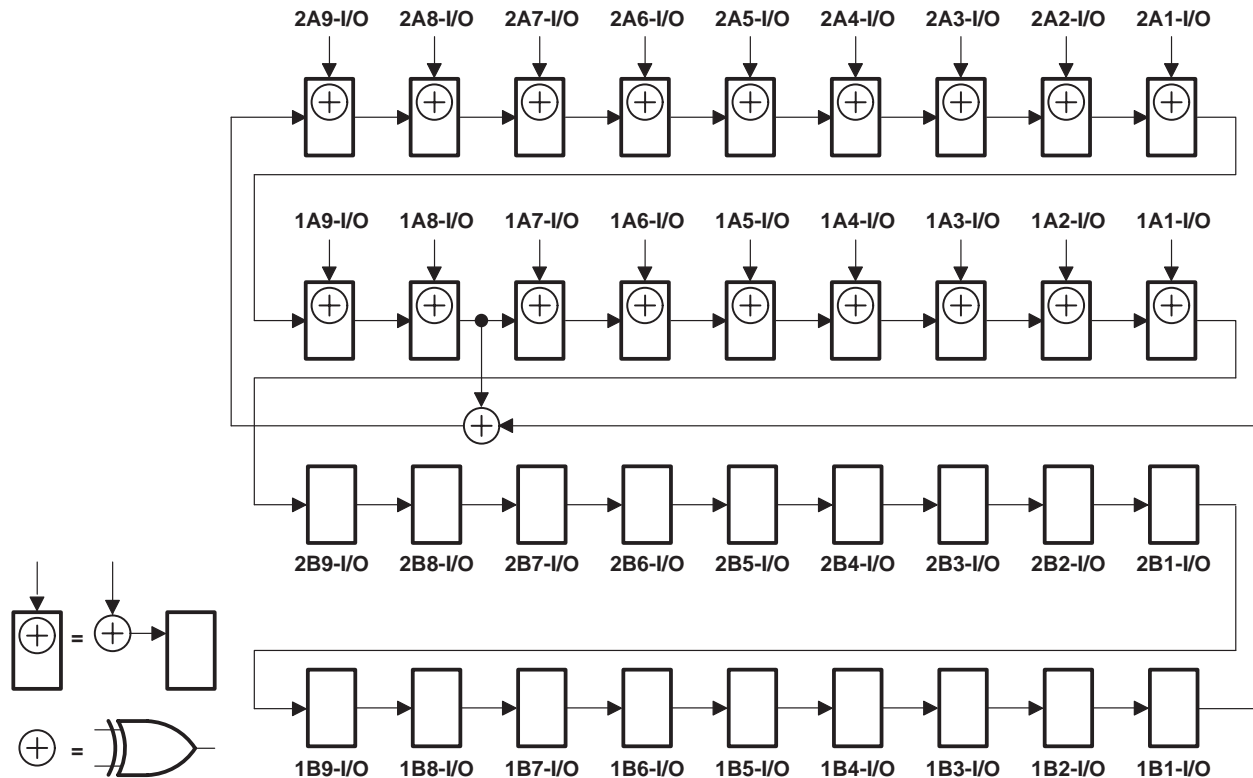 2A9-I/O 2A8-I/O 2A7-I/O 2A6-I/O 2A5-I/O 2A4-I/O 2A3-I/O 2A2-I/O 2A1-I/O
1A9-I/O 1A8-I/O 1A7-I/O 1A6-I/O 1A5-I/O 1A4-I/O 1A3-I/O 1A2-I/O 1A1-I/O
2B9-I/O 2B8-I/O 2B7-I/O 2B6-I/O 2B5-I/O 2B4-I/O 2B3-I/O 2B2-I/O 2B1-I/O
=
=
1B9-I/O 1B8-I/O 1B7-I/O 1B6-I/O 1B5-I/O 1B4-I/O 1B3-I/O 1B2-I/O 1B1-I/O